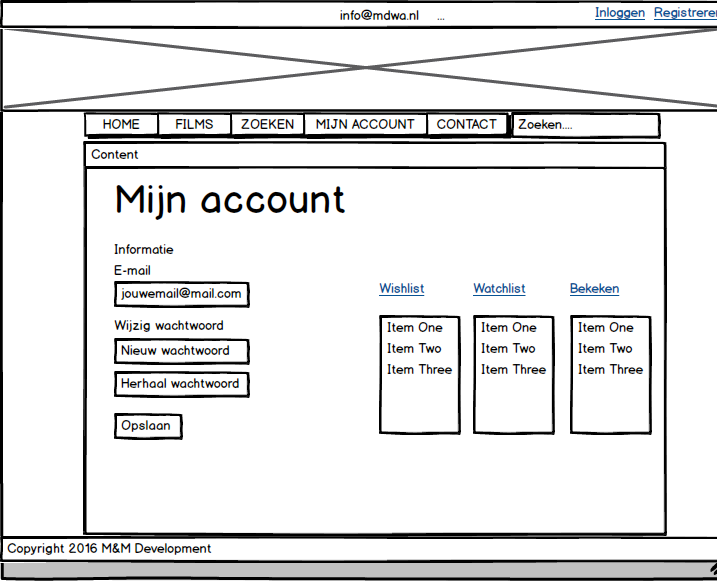 info@mdwa.nl ... Inloggen Registreren
HOME FILMS ZOEKEN MIJN ACCOUNT CONTACT Zoeken....
Content
Mijn account
Informatie
E-mail
jouwemail@mail.com
Wijzig wachtwoord
Nieuw wachtwoord
Herhaal wachtwoord
Opslaan
Wishlist Watchlist Bekeken
Item One Item One Item One
Item Two Item Two Item Two
Item Three Item Three Item Three
Copyright 2016 M&M Development